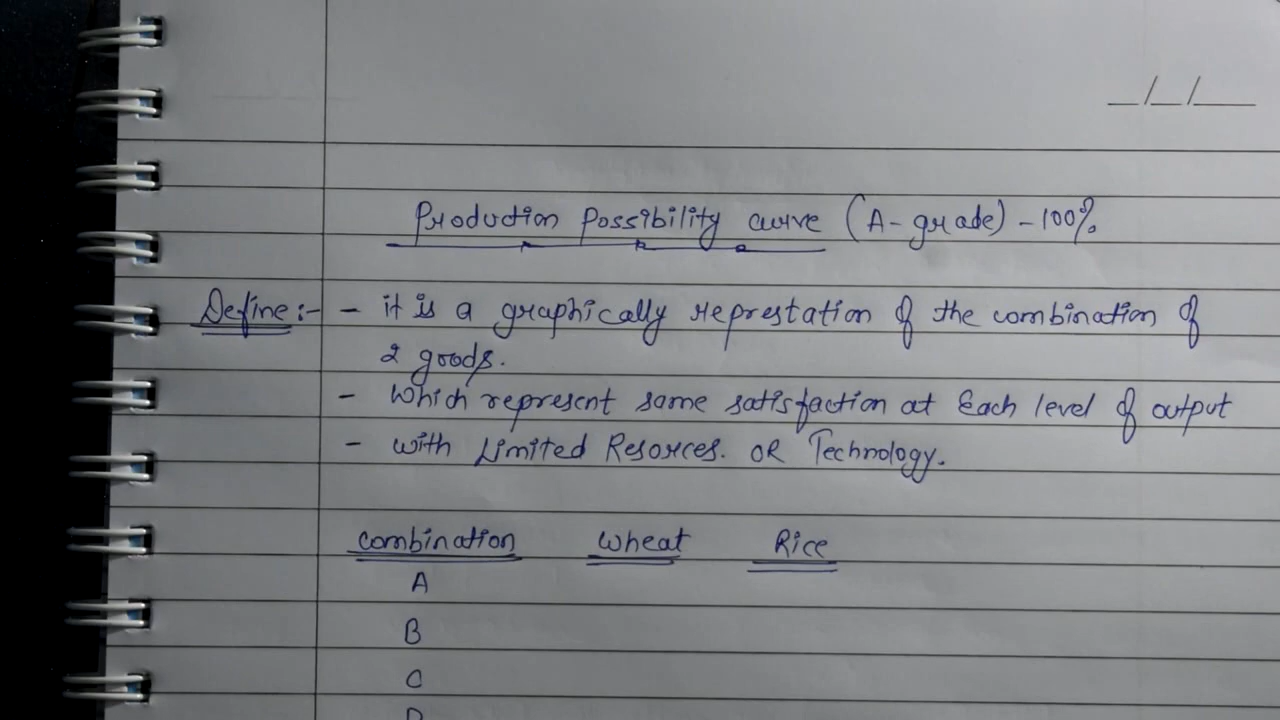 __/__/____
Production Possibility curve (A-grade) - 100%
Define :- - it is a graphically represtation of the combination of
2 goods.
- Which represent same satisfaction at Each level of output
- with Limited Resorces. OR Technology.
Combination Wheat Rice
A
B
C
D